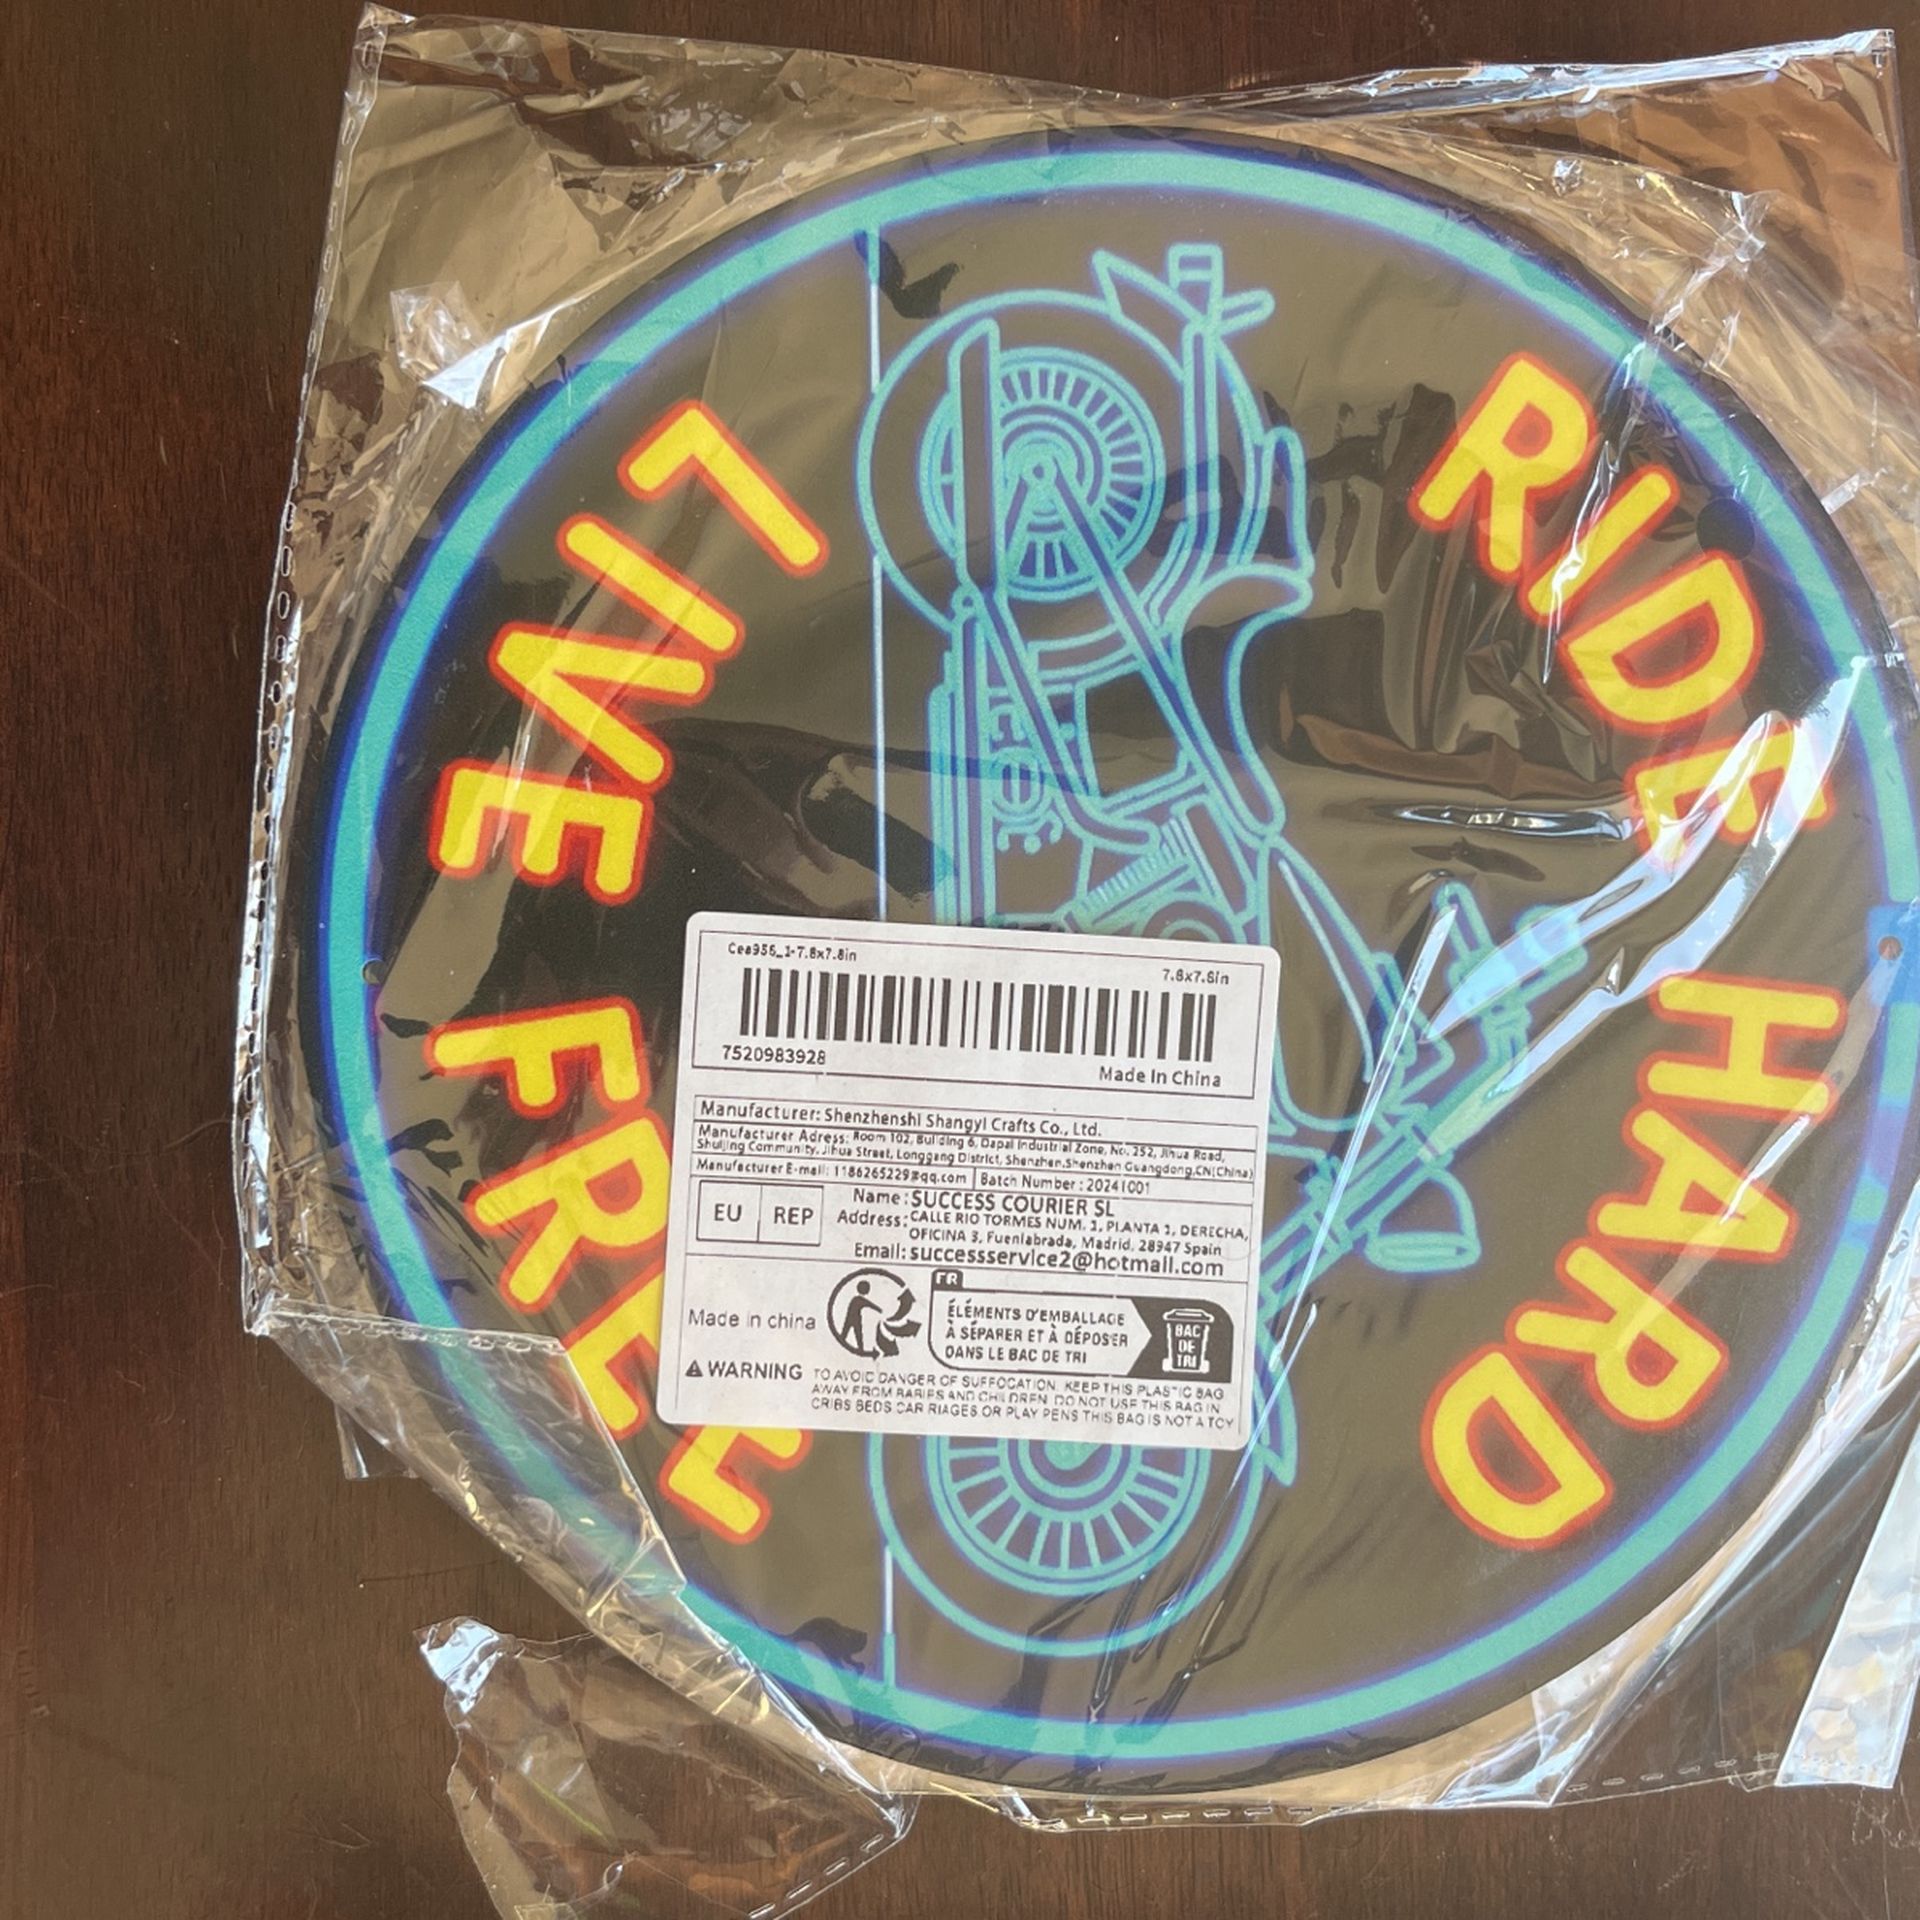 RIDE HARD
LIVE FREE
Cea956_1-7.8x7.8in
7.8x7.8in
7520983928
Made In China
Manufacturer: Shenzhenshi Shangyi Crafts Co., Ltd.
Manufacturer Adress: Room 102, Building 6, Dapai Industrial Zone, No. 252, Jihua Road,
Shuijing Community, Jihua Street, Longgang District, Shenzhen,Shenzhen Guangdong,CN(China)
Manufacturer E-mail: 1186265229@qq.com Batch Number: 20241001
EU REP
Name: SUCCESS COURIER SL
Address: CALLE RIO TORMES NUM. 1, PLANTA 1, DERECHA,
OFICINA 3, Fuenlabrada, Madrid, 28947 Spain
Email: successservice2@hotmail.com
Made in china
FR
ÉLÉMENTS D'EMBALLAGE
À SÉPARER ET À DÉPOSER
DANS LE BAC DE TRI
BAC
DE
TRI
WARNING TO AVOID DANGER OF SUFFOCATION. KEEP THIS PLASTIC BAG
AWAY FROM BABIES AND CHILDREN. DO NOT USE THIS BAG IN
CRIBS BEDS CAR RIAGES OR PLAY PENS THIS BAG IS NOT A TOY